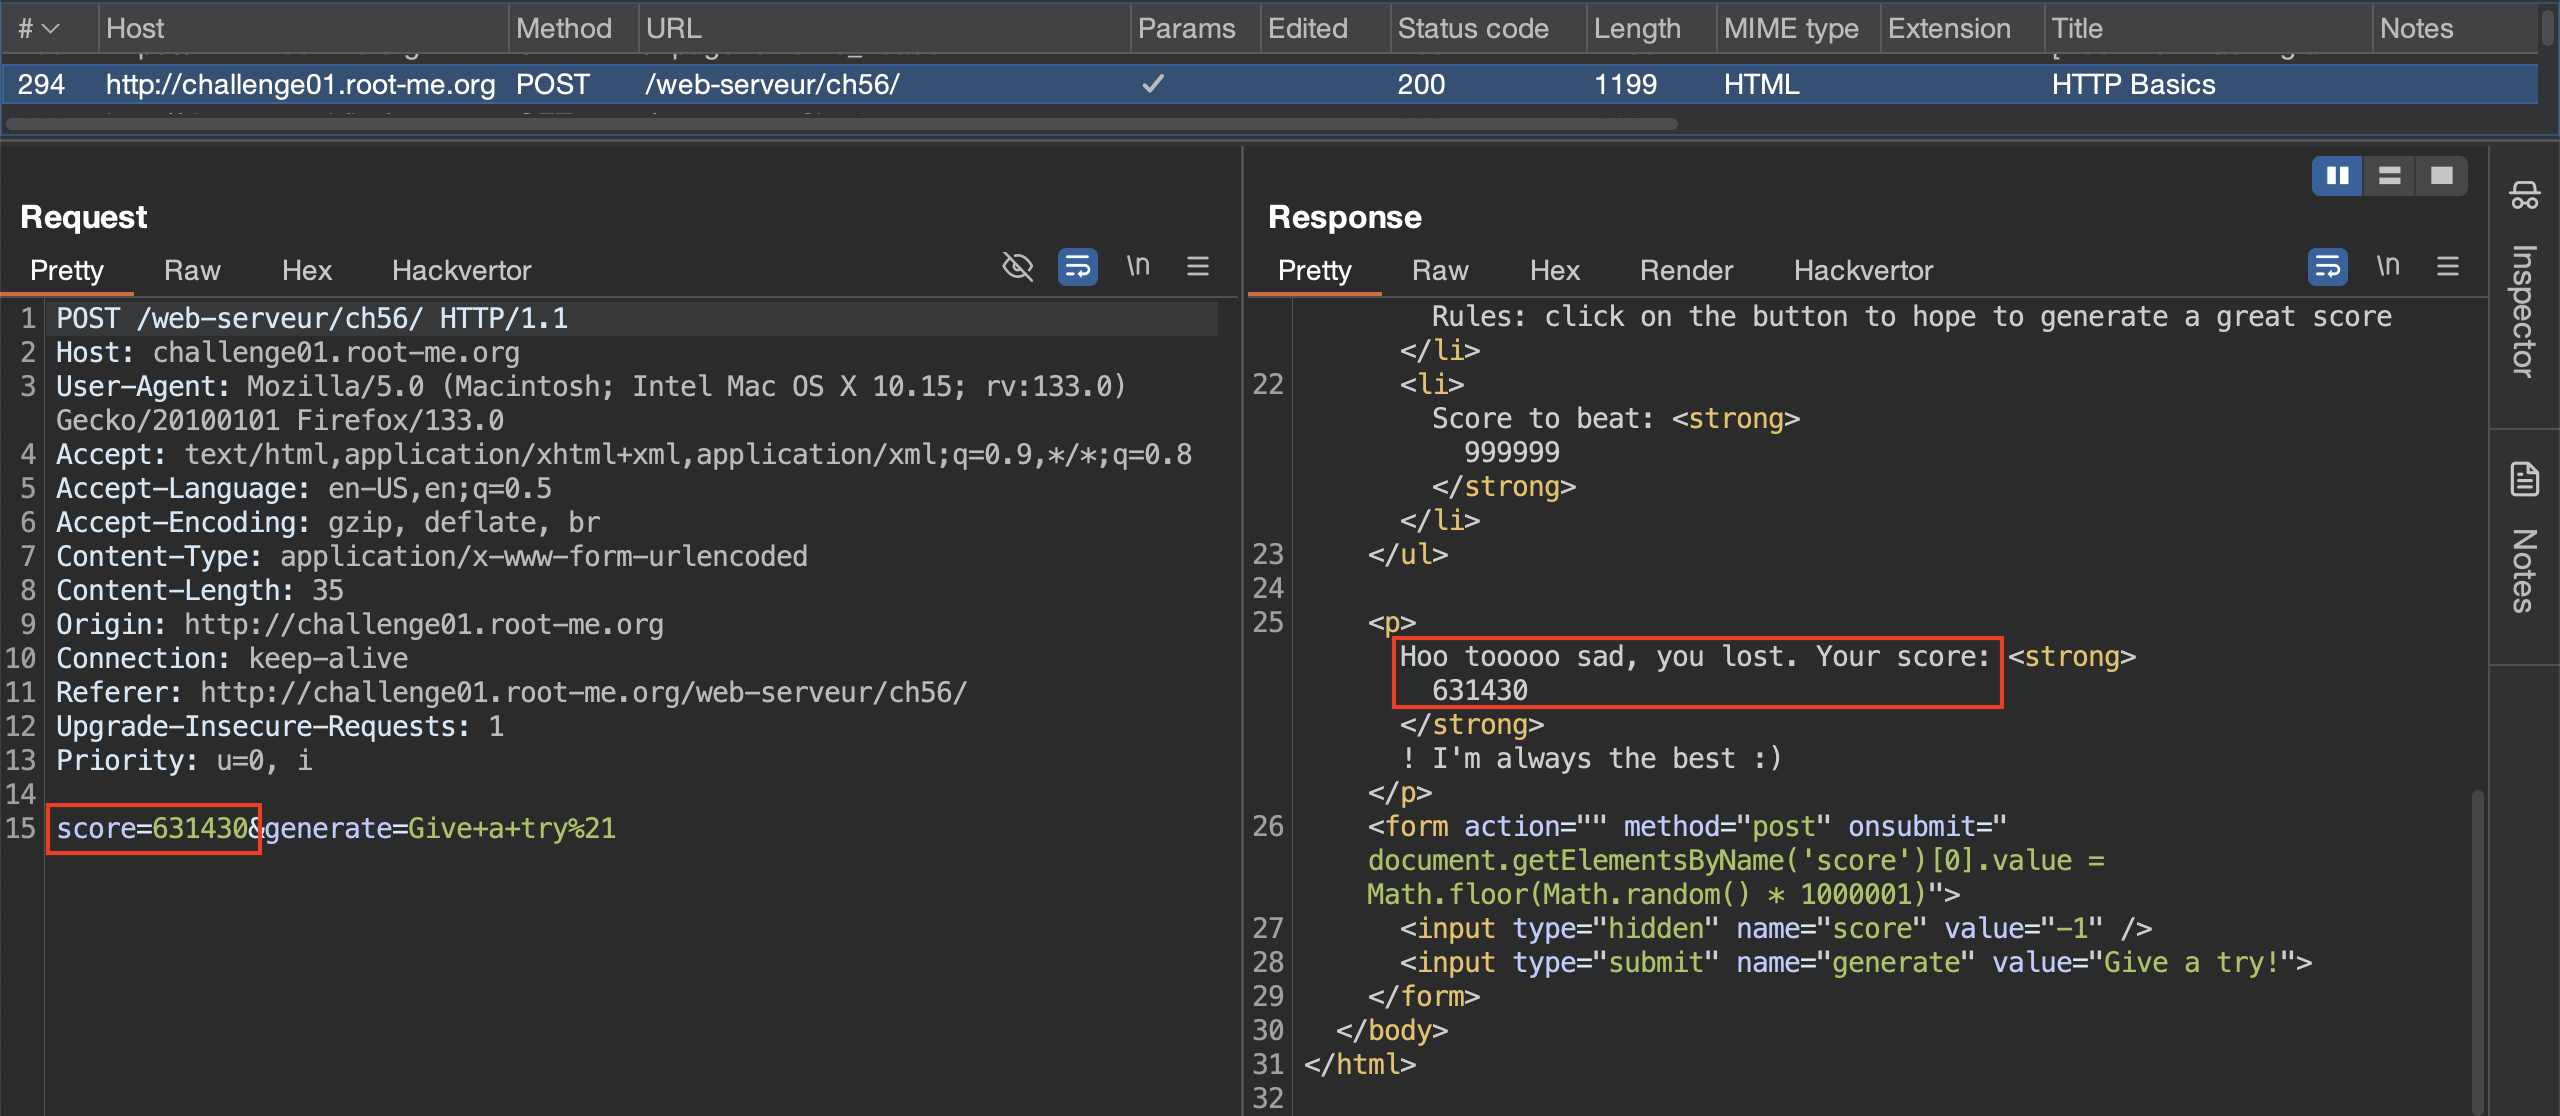 # Host Method URL Params Edited Status code Length MIME type Extension Title Notes
294 http://challenge01.root-me.org POST /web-serveur/ch56/ ✓ 200 1199 HTML HTTP Basics
Request
Pretty Raw Hex Hackvertor
\n
1 POST /web-serveur/ch56/ HTTP/1.1
2 Host: challenge01.root-me.org
3 User-Agent: Mozilla/5.0 (Macintosh; Intel Mac OS X 10.15; rv:133.0)
Gecko/20100101 Firefox/133.0
4 Accept: text/html,application/xhtml+xml,application/xml;q=0.9,*/*;q=0.8
5 Accept-Language: en-US,en;q=0.5
6 Accept-Encoding: gzip, deflate, br
7 Content-Type: application/x-www-form-urlencoded
8 Content-Length: 35
9 Origin: http://challenge01.root-me.org
10 Connection: keep-alive
11 Referer: http://challenge01.root-me.org/web-serveur/ch56/
12 Upgrade-Insecure-Requests: 1
13 Priority: u=0, i
14
15 score=631430&generate=Give+a+try%21
Response
Pretty Raw Hex Render Hackvertor
\n
Rules: click on the button to hope to generate a great score
</li>
22 <li>
Score to beat: <strong>
999999
</strong>
</li>
23 </ul>
24
25 <p>
Hoo tooooo sad, you lost. Your score: <strong>
631430
</strong>
! I'm always the best :)
</p>
26 <form action="" method="post" onsubmit="
document.getElementsByName('score')[0].value =
Math.floor(Math.random() * 1000001)">
27 <input type="hidden" name="score" value="-1" />
28 <input type="submit" name="generate" value="Give a try!">
29 </form>
30 </body>
31 </html>
32
Inspector
Notes